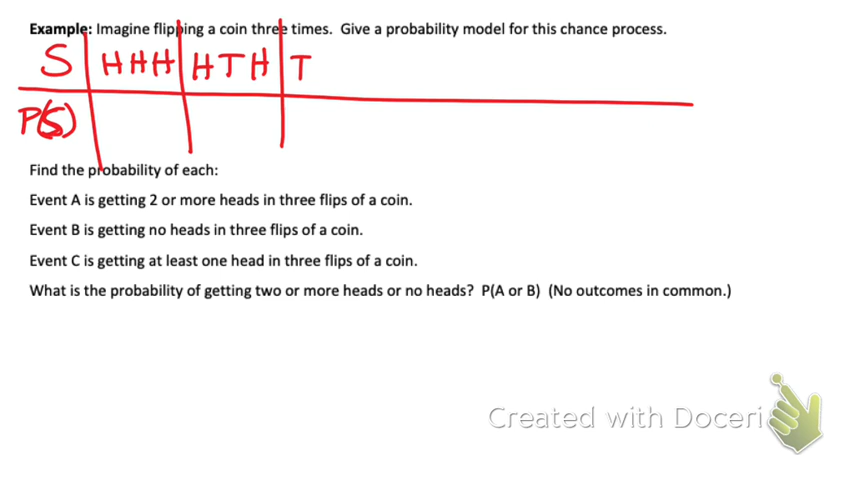 Example: Imagine flipping a coin three times. Give a probability model for this chance process.
S HHH HTH T
P(S)
Find the probability of each:
Event A is getting 2 or more heads in three flips of a coin.
Event B is getting no heads in three flips of a coin.
Event C is getting at least one head in three flips of a coin.
What is the probability of getting two or more heads or no heads? P(A or B) (No outcomes in common.)
Created with Doceri